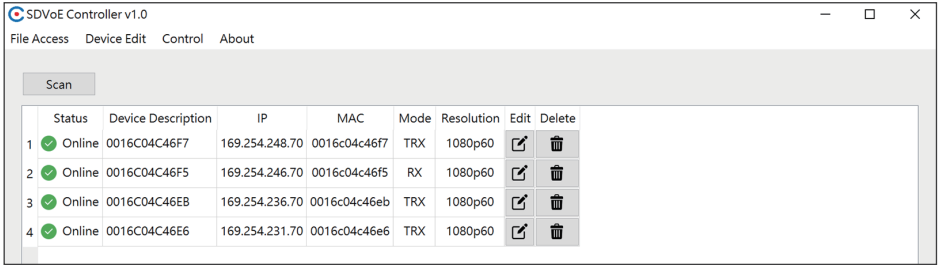 SDVoE Controller v1.0
File Access Device Edit Control About
Scan
Status Device Description IP MAC Mode Resolution Edit Delete
1 Online 0016C04C46F7 169.254.248.70 0016c04c46f7 TRX 1080p60
2 Online 0016C04C46F5 169.254.246.70 0016c04c46f5 RX 1080p60
3 Online 0016C04C46EB 169.254.236.70 0016c04c46eb TRX 1080p60
4 Online 0016C04C46E6 169.254.231.70 0016c04c46e6 TRX 1080p60